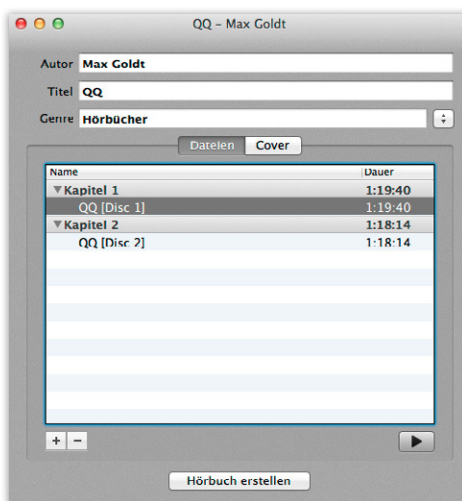 QQ – Max Goldt
Autor Max Goldt
Titel QQ
Genre Hörbücher
Dateien Cover
Name Dauer
Kapitel 1 1:19:40
QQ [Disc 1] 1:19:40
Kapitel 2 1:18:14
QQ [Disc 2] 1:18:14
Hörbuch erstellen